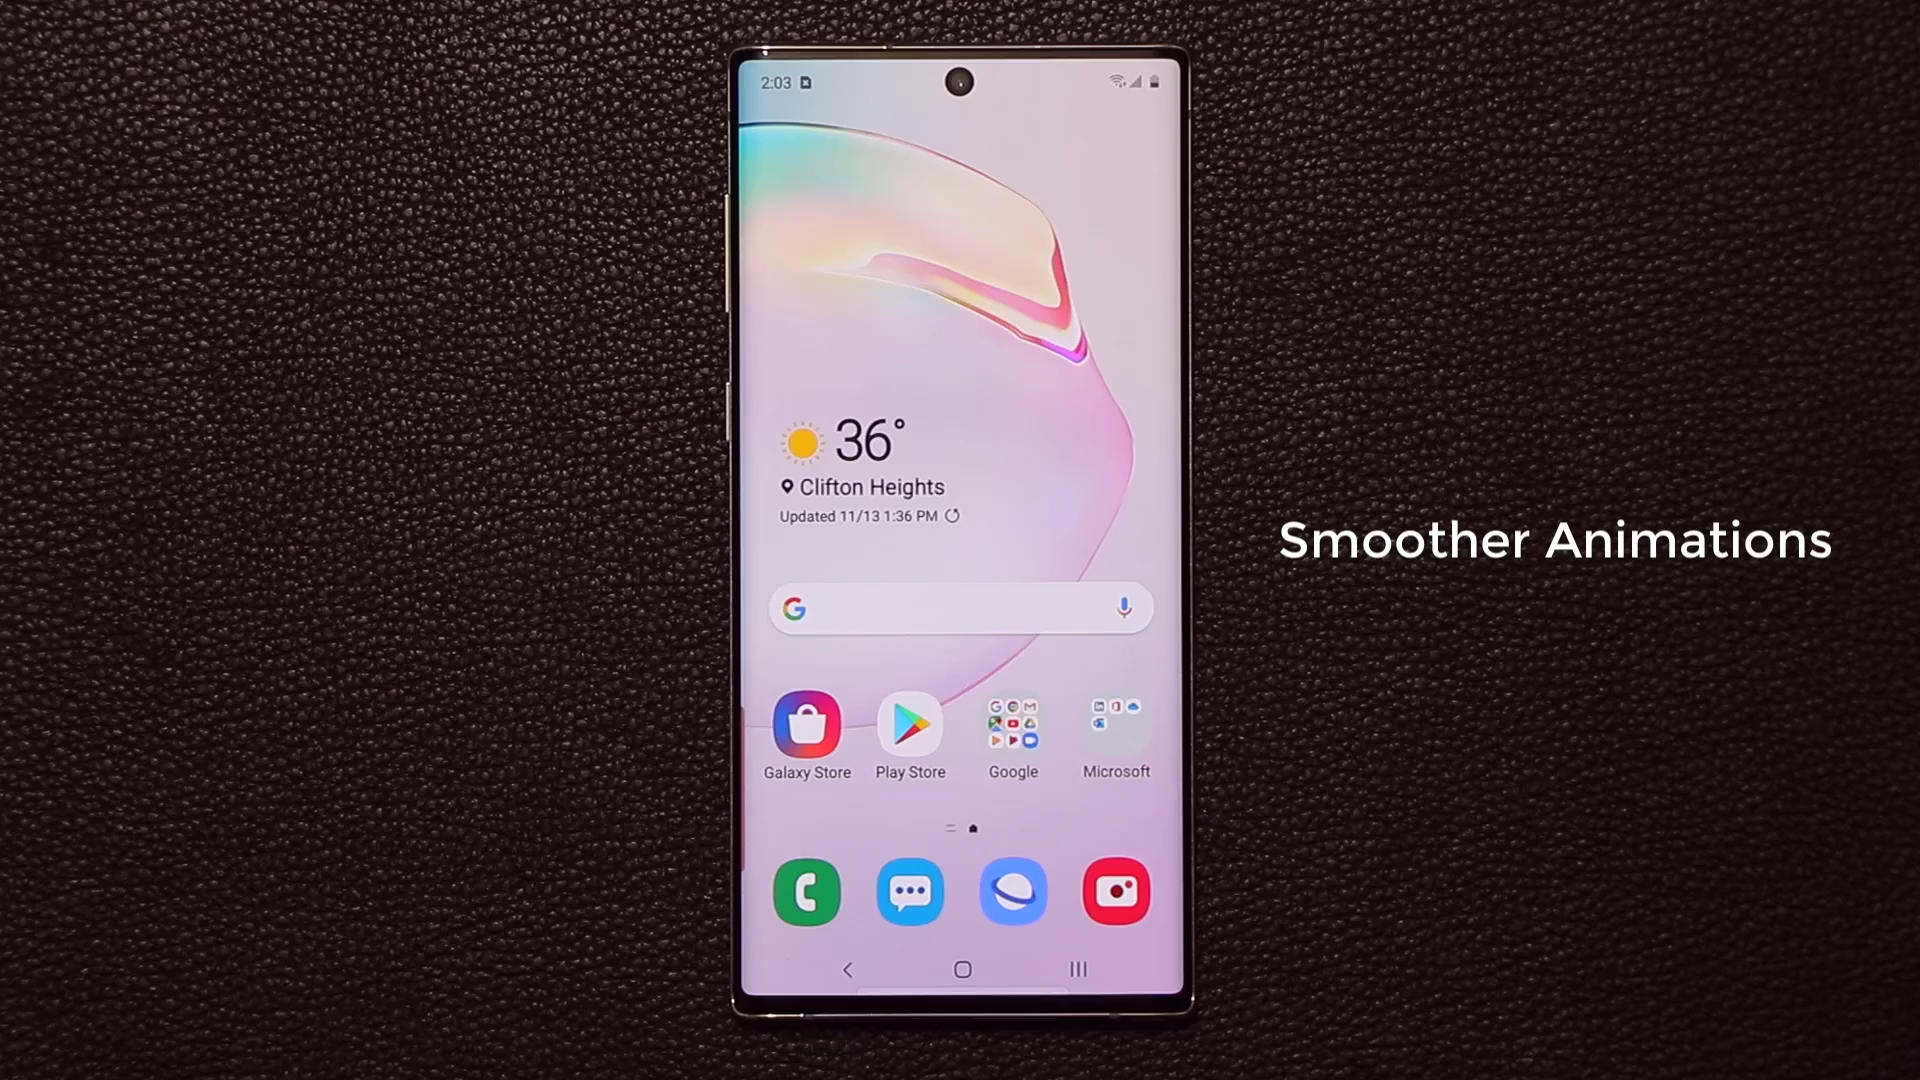 2:03
36°
Clifton Heights
Updated 11/13 1:36 PM
Smoother Animations
Galaxy Store Play Store Google Microsoft